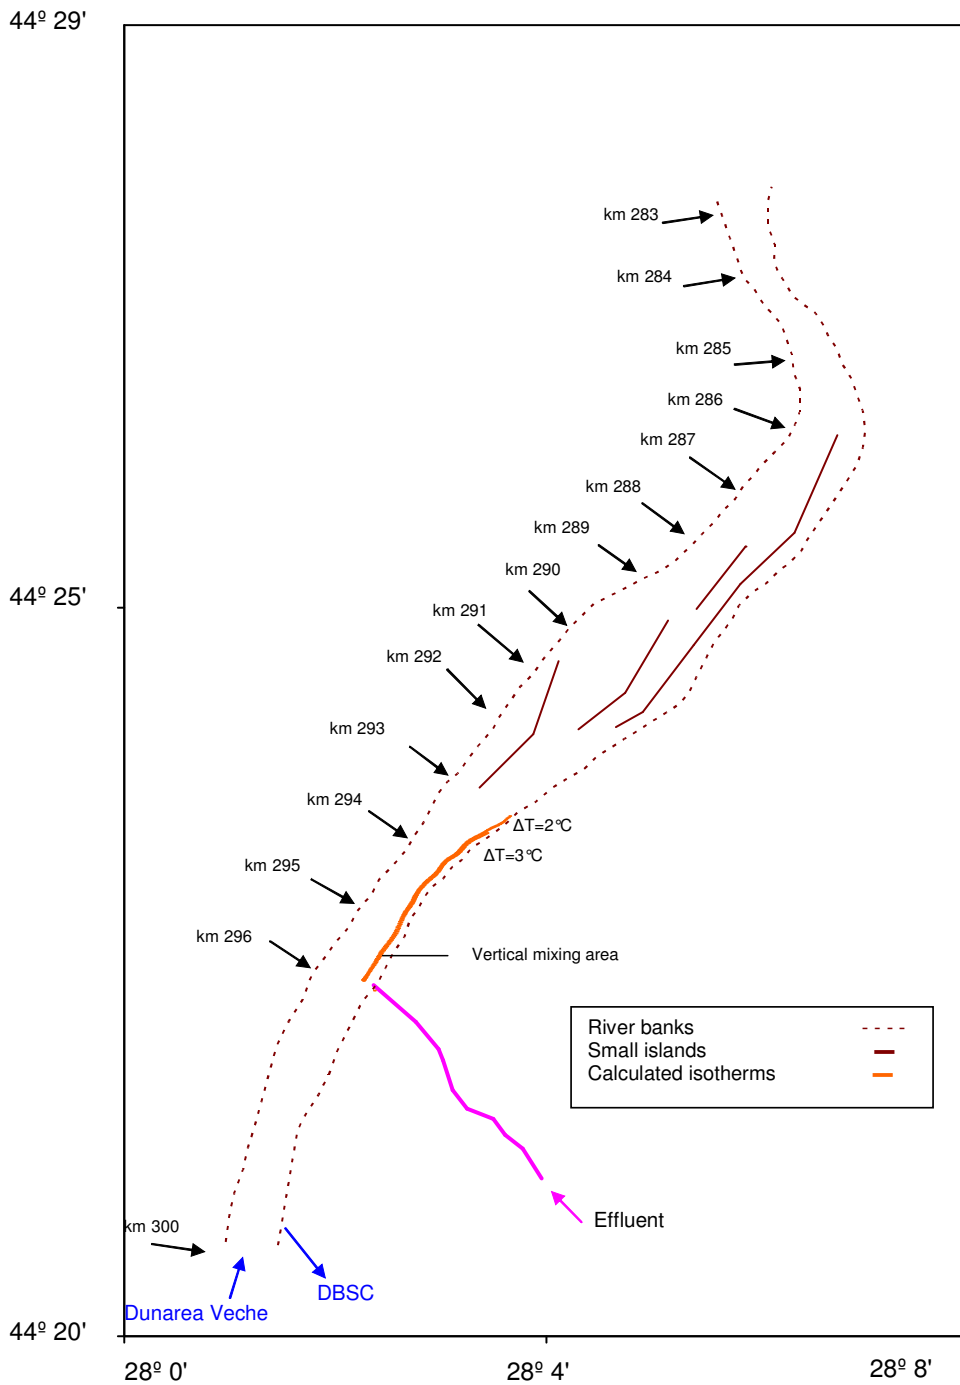 44º 29'
km 283
km 284
km 285
km 286
km 287
km 288
km 289
km 290
44º 25'
km 291
km 292
km 293
km 294
ΔT=2°C
ΔT=3°C
km 295
km 296
Vertical mixing area
River banks
Small islands
Calculated isotherms
Effluent
km 300
DBSC
Dunarea Veche
44º 20'
28º 0'
28º 4'
28º 8'